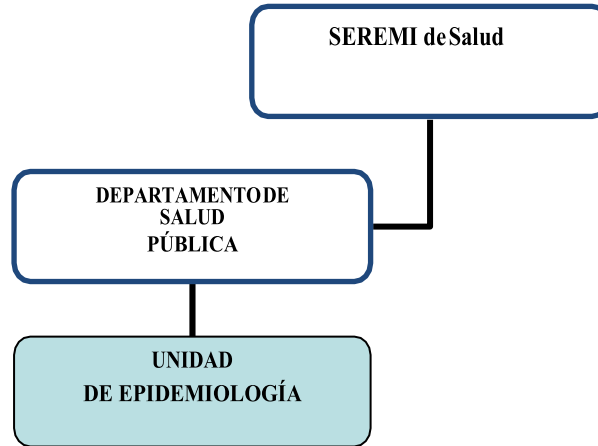 SEREMI de Salud
DEPARTAMENTO DE
SALUD
PÚBLICA
UNIDAD
DE EPIDEMIOLOGÍA